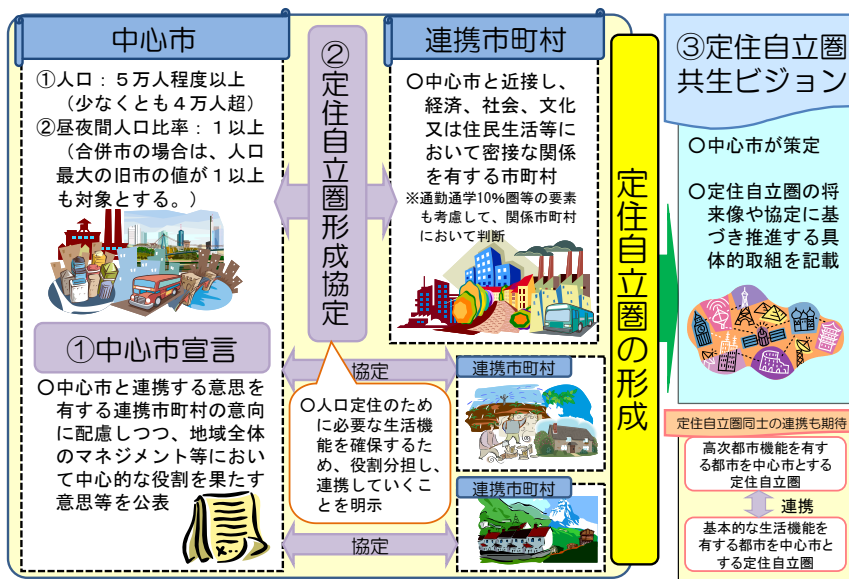 中心市
①人口：５万人程度以上
（少なくとも４万人超）
②昼夜間人口比率：１以上
（合併市の場合は、人口
最大の旧市の値が１以上
も対象とする。）
①中心市宣言
〇中心市と連携する意思を
有する連携市町村の意向
に配慮しつつ、地域全体
のマネジメント等におい
て中心的な役割を果たす
意思等を公表
②定住自立圏形成協定
協定
〇人口定住のため
に必要な生活機
能を確保するた
め、役割分担し、
連携していくこ
とを明示
協定
連携市町村
〇中心市と近接し、
経済、社会、文化
又は住民生活等に
おいて密接な関係
を有する市町村
※通勤通学10%圏等の要素
も考慮して、関係市町村
において判断
連携市町村
連携市町村
定住自立圏の形成
③定住自立圏
共生ビジョン
〇中心市が策定
〇定住自立圏の将
来像や協定に基
づき推進する具
体的取組を記載
定住自立圏同士の連携も期待
高次都市機能を有す
る都市を中心市とする
定住自立圏
連携
基本的な生活機能を
有する都市を中心市と
する定住自立圏